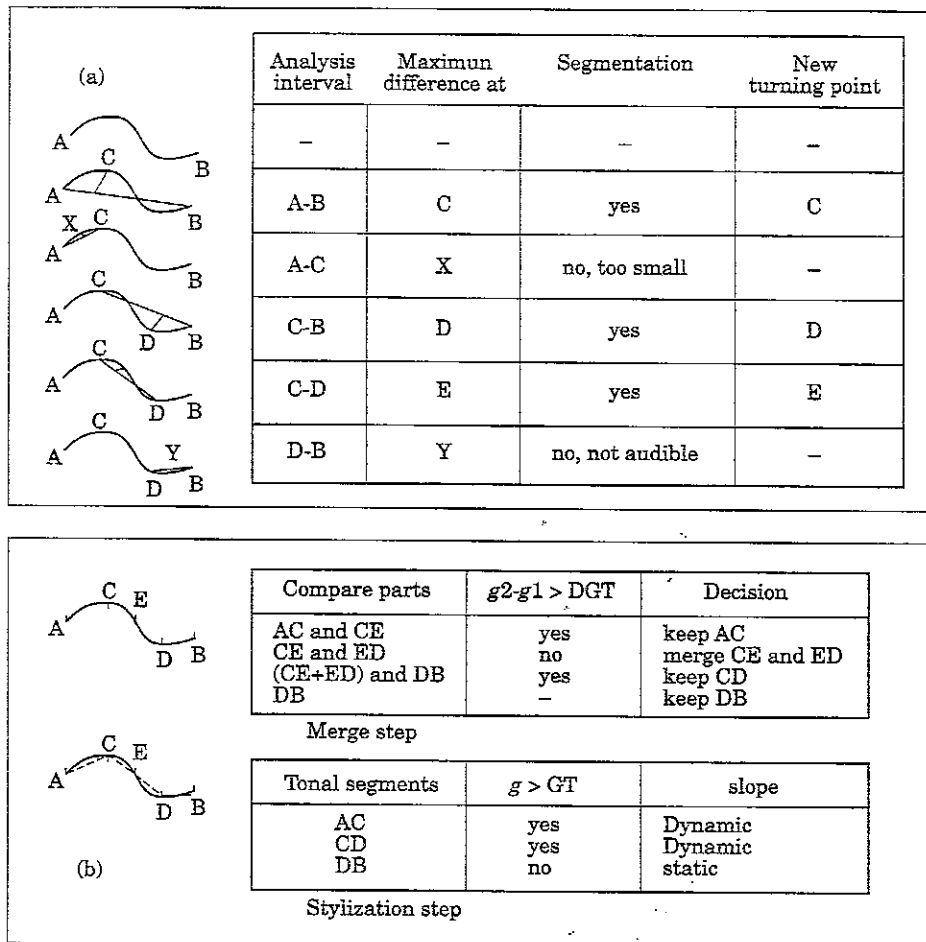 (a)
Analysis interval | Maximun difference at | Segmentation | New turning point
A B | – | – | – | –
A C B | A-B | C | yes | C
A X C B | A-C | X | no, too small | –
A C D B | C-B | D | yes | D
A C D B | C-D | E | yes | E
A C Y D B | D-B | Y | no, not audible | –
A C E D B
Compare parts | g2-g1 > DGT | Decision
AC and CE | yes | keep AC
CE and ED | no | merge CE and ED
(CE+ED) and DB | yes | keep CD
DB | – | keep DB
Merge step
A C E D B
Tonal segments | g > GT | slope
AC | yes | Dynamic
CD | yes | Dynamic
DB | no | static
(b)
Stylization step